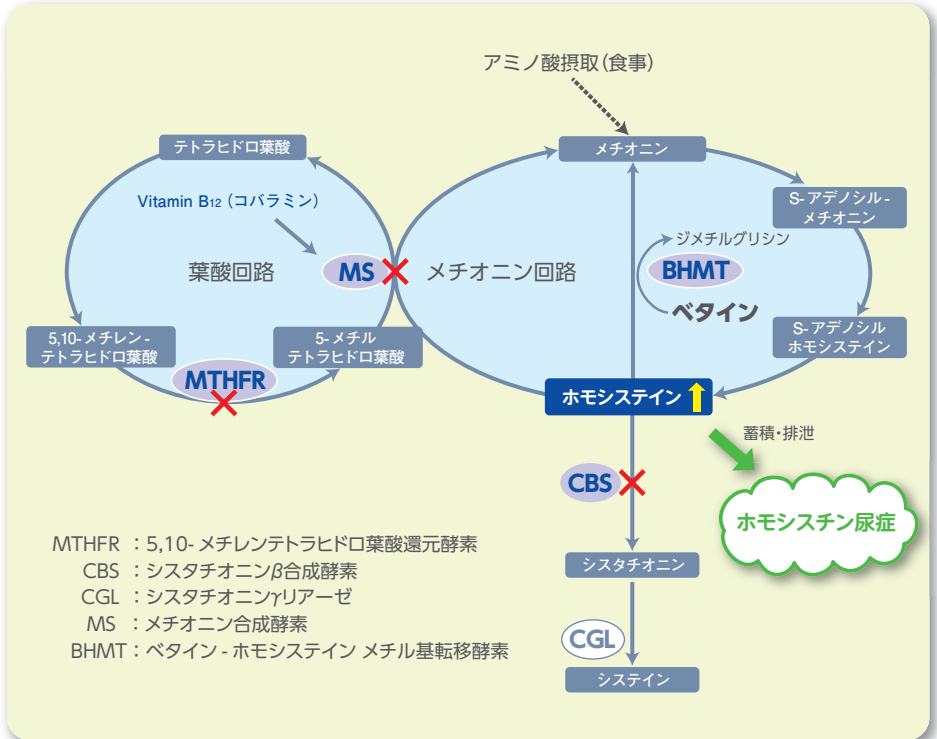 アミノ酸摂取(食事)
テトラヒドロ葉酸
メチオニン
Vitamin B12 (コバラミン)
S-アデノシル-
メチオニン
ジメチルグリシン
葉酸回路
MS
メチオニン回路
BHMT
ベタイン
5,10-メチレン-
テトラヒドロ葉酸
5-メチル
テトラヒドロ葉酸
S-アデノシル
ホモシステイン
MTHFR
ホモシステイン
蓄積・排泄
CBS
ホモシスチン尿症
MTHFR : 5,10-メチレンテトラヒドロ葉酸還元酵素
CBS : シスタチオニンβ合成酵素
シスタチオニン
CGL : シスタチオニンγリアーゼ
MS : メチオニン合成酵素
BHMT : ベタイン-ホモシステイン メチル基転移酵素
CGL
システイン